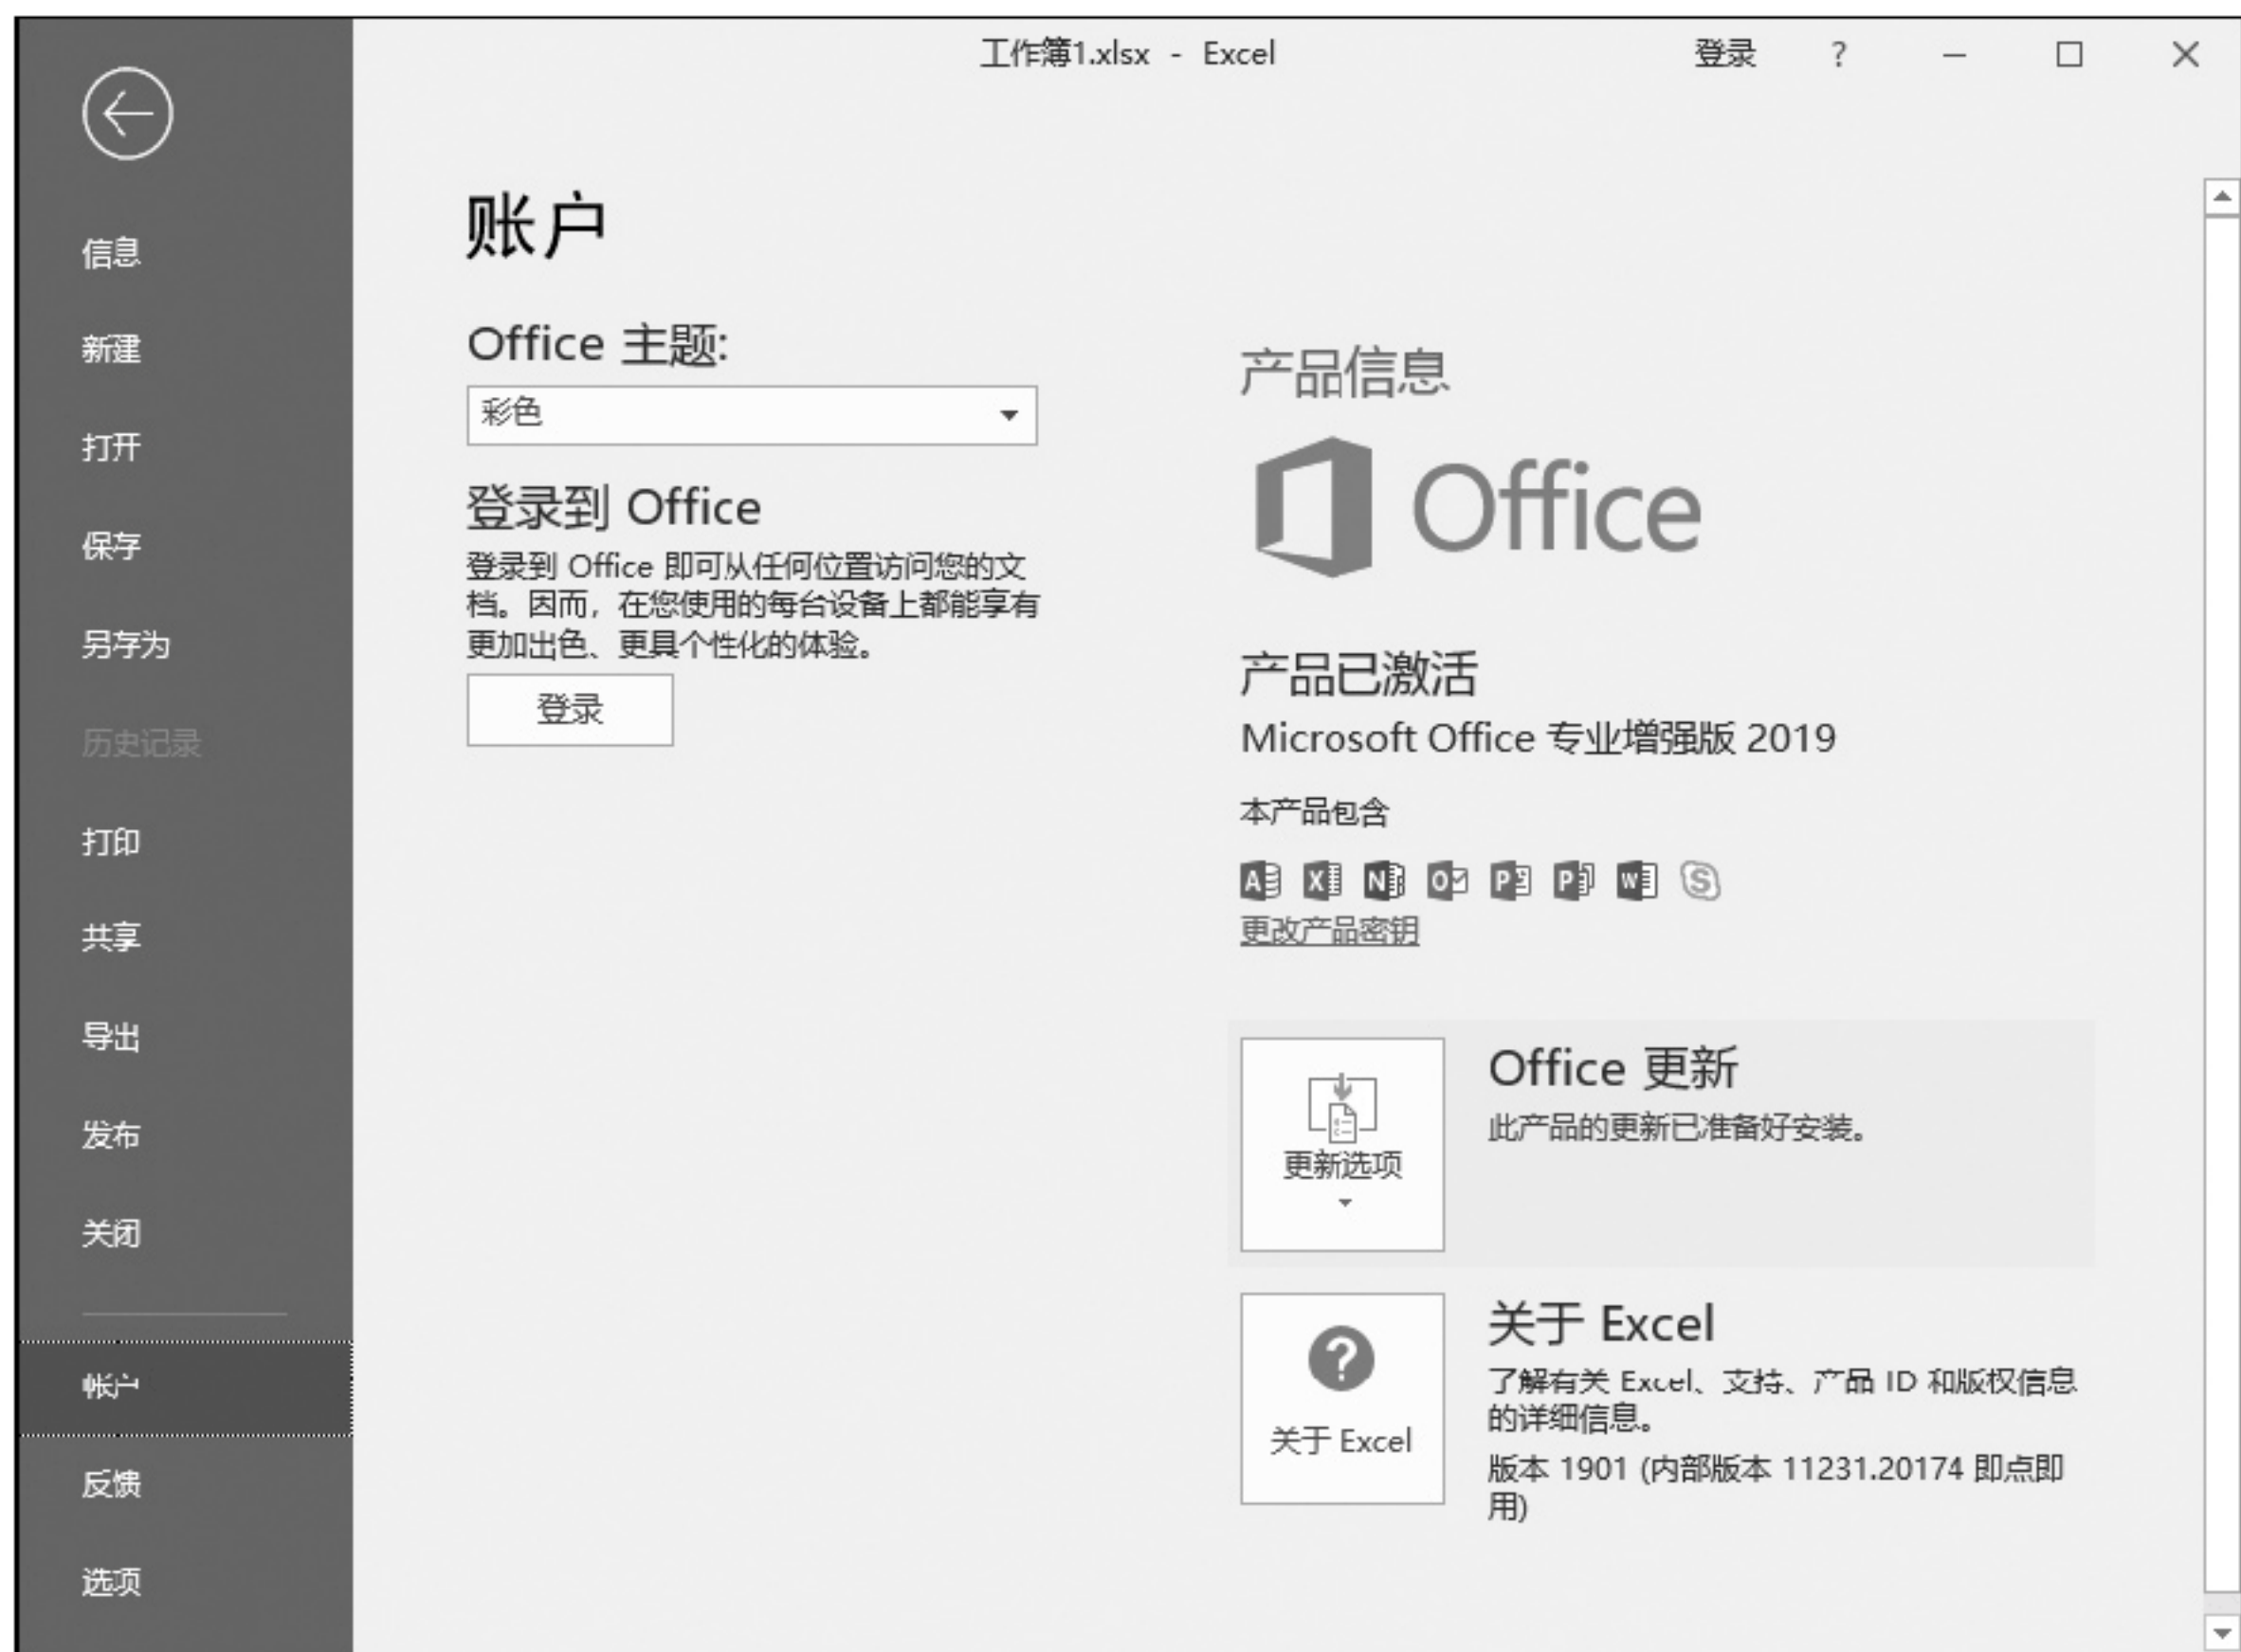 工作簿1.xlsx - Excel
登录
?
信息
新建
打开
保存
另存为
历史记录
打印
共享
导出
发布
关闭
帐户
反馈
选项
账户
Office 主题:
彩色
登录到 Office
登录到 Office 即可从任何位置访问您的文
档。因而，在您使用的每台设备上都能享有
更加出色、更具个性化的体验。
登录
产品信息
Office
产品已激活
Microsoft Office 专业增强版 2019
本产品包含
A X N O P P W S
更改产品密钥
更新选项
Office 更新
此产品的更新已准备好安装。
关于 Excel
关于 Excel
了解有关 Excel、支持、产品 ID 和版权信息
的详细信息。
版本 1901 (内部版本 11231.20174 即点即
用)